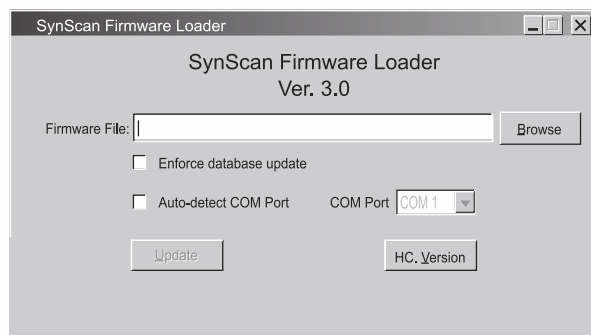 SynScan Firmware Loader
SynScan Firmware Loader
Ver. 3.0
Firmware File:
Browse
Enforce database update
Auto-detect COM Port
COM Port
COM 1
Update
HC. Version